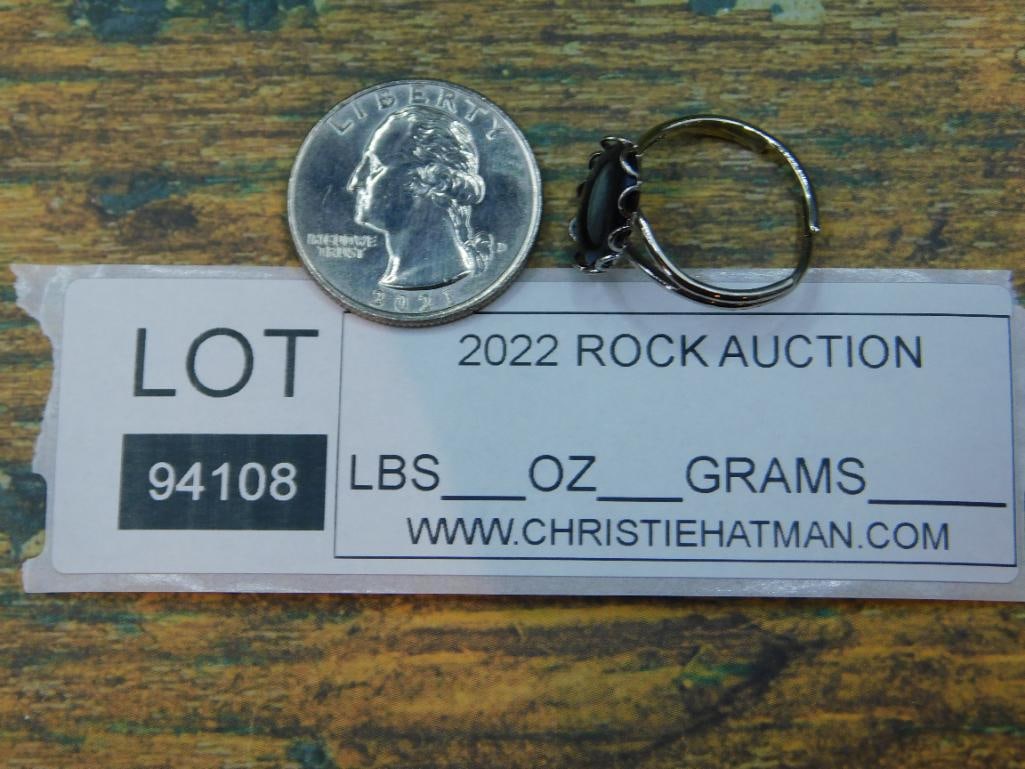 LIBERTY
IN GOD WE
TRUST
D
2021
LOT
94108
2022 ROCK AUCTION
LBS___OZ___GRAMS_____
WWW.CHRISTIEHATMAN.COM